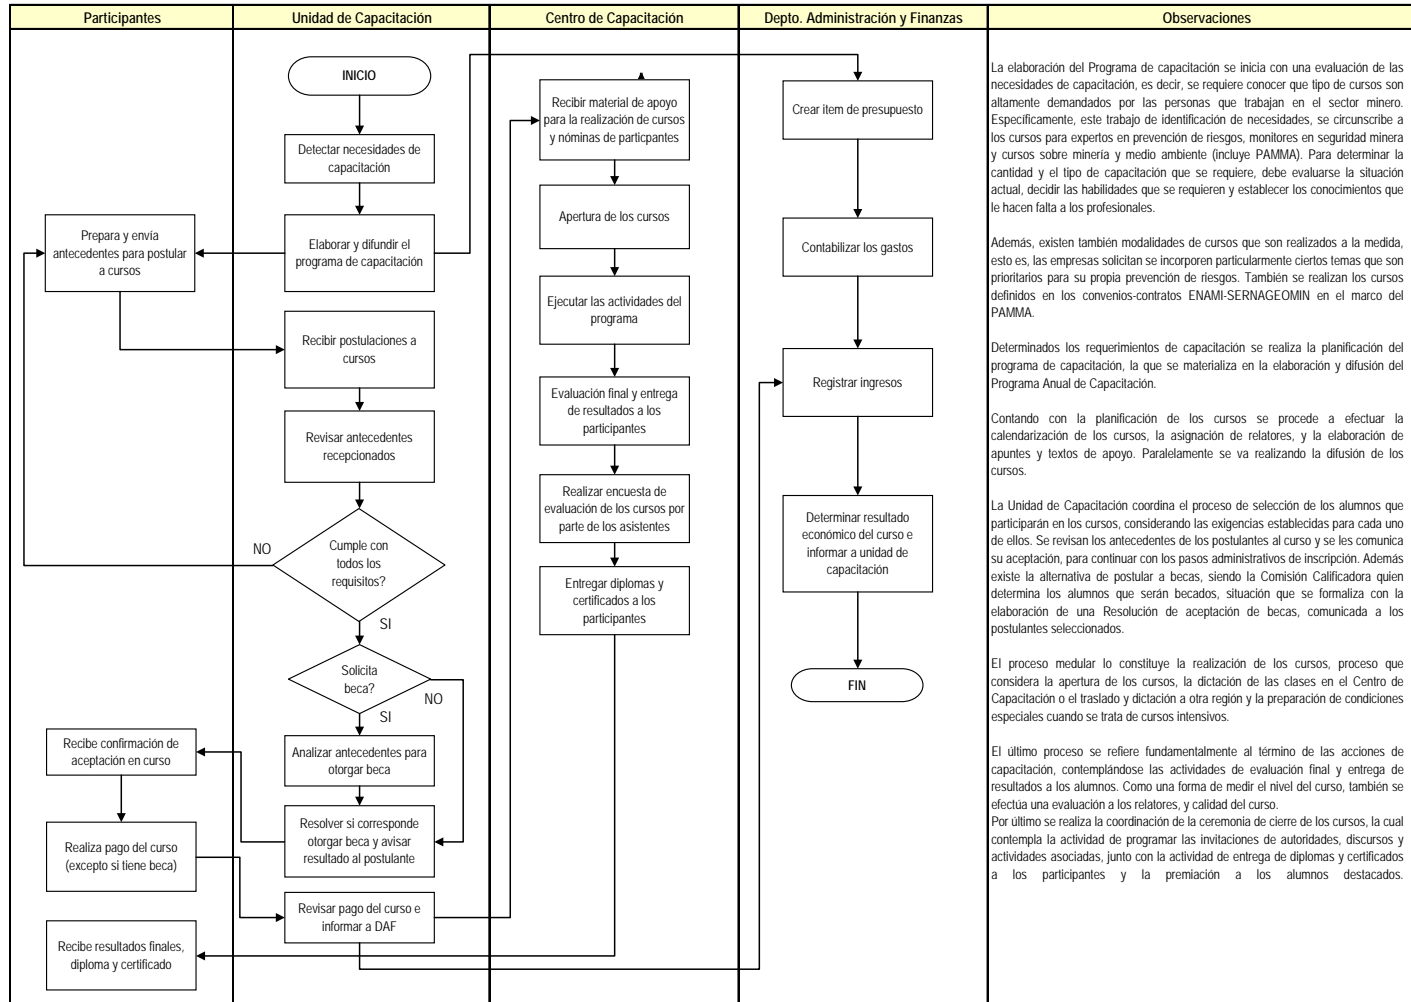 Participantes
Unidad de Capacitación
Centro de Capacitación
Depto. Administración y Finanzas
Observaciones
Prepara y envía
antecedentes para postular
a cursos
Recibe confirmación de
aceptación en curso
Realiza pago del curso
(excepto si tiene beca)
Recibe resultados finales,
diploma y certificado
INICIO
Detectar necesidades de
capacitación
Elaborar y difundir el
programa de capacitación
Recibir postulaciones a
cursos
Revisar antecedentes
recepcionados
NO
Cumple con
todos los
requisitos?
SI
Solicita
beca?
NO
SI
Analizar antecedentes para
otorgar beca
Resolver si corresponde
otorgar beca y avisar
resultado al postulante
Revisar pago del curso e
informar a DAF
Recibir material de apoyo
para la realización de cursos
y nóminas de particpantes
Apertura de los cursos
Ejecutar las actividades del
programa
Evaluación final y entrega
de resultados a los
participantes
Realizar encuesta de
evaluación de los cursos por
parte de los asistentes
Entregar diplomas y
certificados a los
participantes
Crear item de presupuesto
Contabilizar los gastos
Registrar ingresos
Determinar resultado
económico del curso e
informar a unidad de
capacitación
FIN
La elaboración del Programa de capacitación se inicia con una evaluación de las
necesidades de capacitación, es decir, se requiere conocer que tipo de cursos son
altamente demandados por las personas que trabajan en el sector minero.
Específicamente, este trabajo de identificación de necesidades, se circunscribe a
los cursos para expertos en prevención de riesgos, monitores en seguridad minera
y cursos sobre minería y medio ambiente (incluye PAMMA). Para determinar la
cantidad y el tipo de capacitación que se requiere, debe evaluarse la situación
actual, decidir las habilidades que se requieren y establecer los conocimientos que
le hacen falta a los profesionales.
Además, existen también modalidades de cursos que son realizados a la medida,
esto es, las empresas solicitan se incorporen particularmente ciertos temas que son
prioritarios para su propia prevención de riesgos. También se realizan los cursos
definidos en los convenios-contratos ENAMI-SERNAGEOMIN en el marco del
PAMMA.
Determinados los requerimientos de capacitación se realiza la planificación del
programa de capacitación, la que se materializa en la elaboración y difusión del
Programa Anual de Capacitación.
Contando con la planificación de los cursos se procede a efectuar la
calendarización de los cursos, la asignación de relatores, y la elaboración de
apuntes y textos de apoyo. Paralelamente se va realizando la difusión de los
cursos.
La Unidad de Capacitación coordina el proceso de selección de los alumnos que
participarán en los cursos, considerando las exigencias establecidas para cada uno
de ellos. Se revisan los antecedentes de los postulantes al curso y se les comunica
su aceptación, para continuar con los pasos administrativos de inscripción. Además
existe la alternativa de postular a becas, siendo la Comisión Calificadora quien
determina los alumnos que serán becados, situación que se formaliza con la
elaboración de una Resolución de aceptación de becas, comunicada a los
postulantes seleccionados.
El proceso medular lo constituye la realización de los cursos, proceso que
considera la apertura de los cursos, la dictación de las clases en el Centro de
Capacitación o el traslado y dictación a otra región y la preparación de condiciones
especiales cuando se trata de cursos intensivos.
El último proceso se refiere fundamentalmente al término de las acciones de
capacitación, contemplándose las actividades de evaluación final y entrega de
resultados a los alumnos. Como una forma de medir el nivel del curso, también se
efectúa una evaluación a los relatores, y calidad del curso.
Por último se realiza la coordinación de la ceremonia de cierre de los cursos, la cual
contempla la actividad de programar las invitaciones de autoridades, discursos y
actividades asociadas, junto con la actividad de entrega de diplomas y certificados
a los participantes y la premiación a los alumnos destacados.